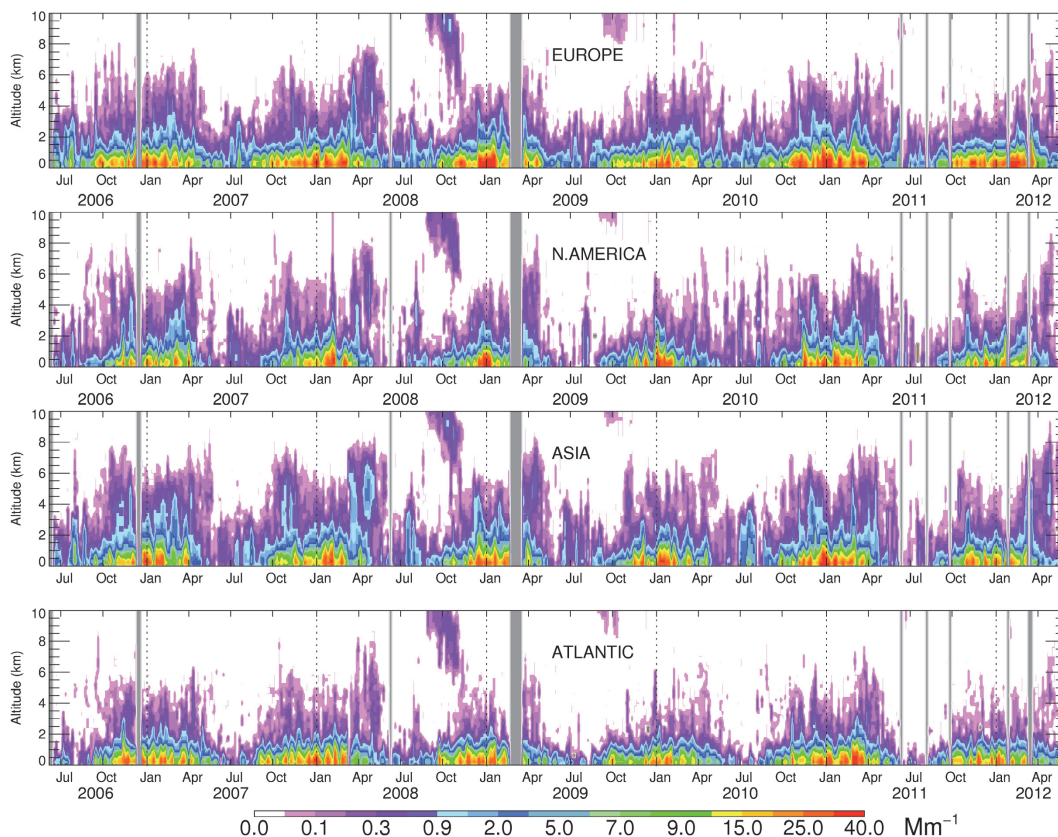 10
8
6
4
2
0
Altitude (km)
EUROPE
Jul Oct Jan Apr Jul Oct Jan Apr Jul Oct Jan Apr Jul Oct Jan Apr Jul Oct Jan Apr Jul Oct Jan Apr
2006 2007 2008 2009 2010 2011 2012
10
8
6
4
2
0
Altitude (km)
N.AMERICA
Jul Oct Jan Apr Jul Oct Jan Apr Jul Oct Jan Apr Jul Oct Jan Apr Jul Oct Jan Apr Jul Oct Jan Apr
2006 2007 2008 2009 2010 2011 2012
10
8
6
4
2
0
Altitude (km)
ASIA
Jul Oct Jan Apr Jul Oct Jan Apr Jul Oct Jan Apr Jul Oct Jan Apr Jul Oct Jan Apr Jul Oct Jan Apr
10
8
6
4
2
0
Altitude (km)
ATLANTIC
Jul Oct Jan Apr Jul Oct Jan Apr Jul Oct Jan Apr Jul Oct Jan Apr Jul Oct Jan Apr Jul Oct Jan Apr
2006 2007 2008 2009 2010 2011 2012
0.0 0.1 0.3 0.9 2.0 5.0 7.0 9.0 15.0 25.0 40.0 Mm⁻¹